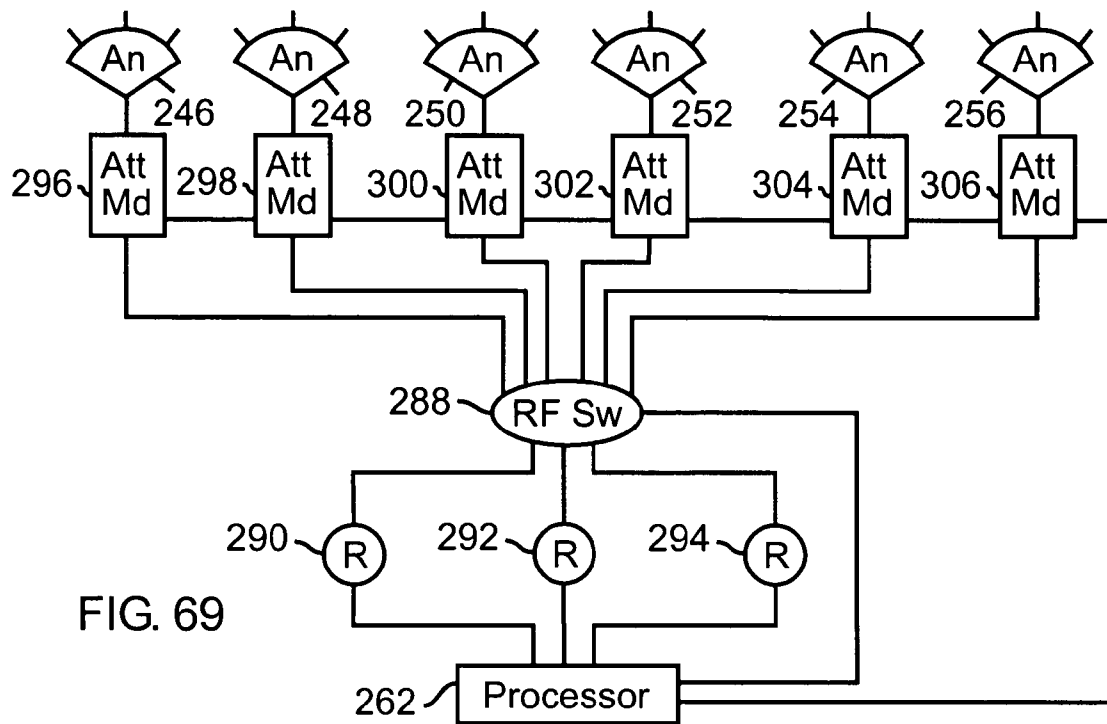 An An An An An An
246 248 250 252 254 256
296 Att Md 298 Att Md 300 Att Md 302 Att Md 304 Att Md 306 Att Md
288 RF Sw
290 R 292 R 294 R
FIG. 69
262 Processor